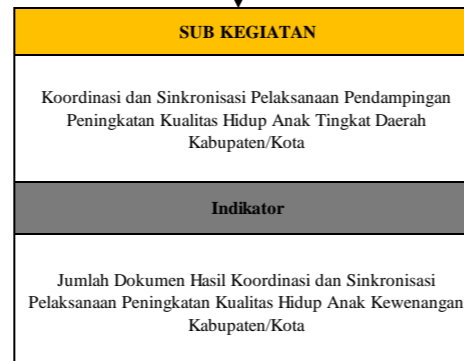 SUB KEGIATAN
Koordinasi dan Sinkronisasi Pelaksanaan Pendampingan
Peningkatan Kualitas Hidup Anak Tingkat Daerah
Kabupaten/Kota
Indikator
Jumlah Dokumen Hasil Koordinasi dan Sinkronisasi
Pelaksanaan Peningkatan Kualitas Hidup Anak Kewenangan
Kabupaten/Kota